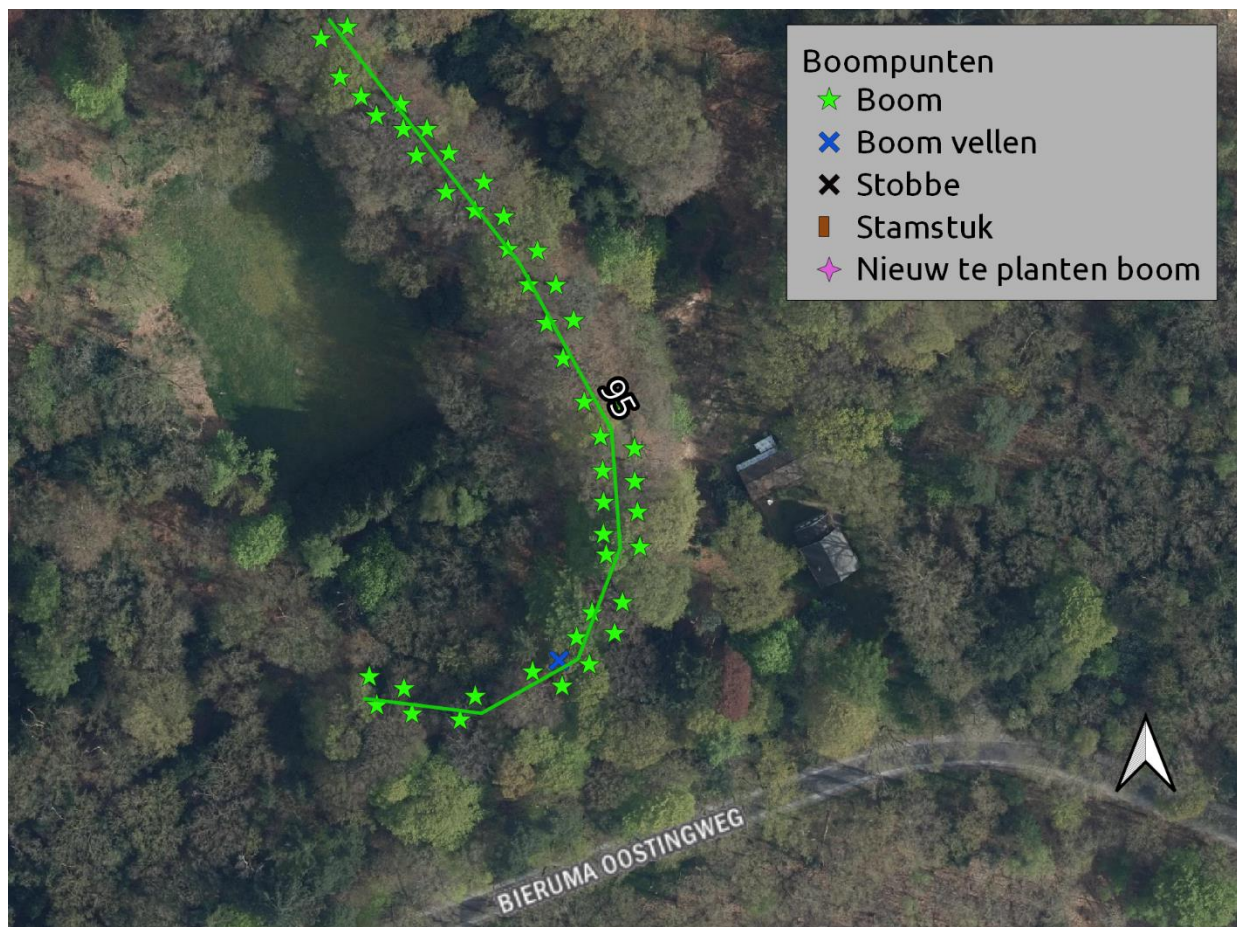 Boompunten
Boom
Boom vellen
Stobbe
Stamstuk
Nieuw te planten boom
95
BIERUMA OOSTINGWEG